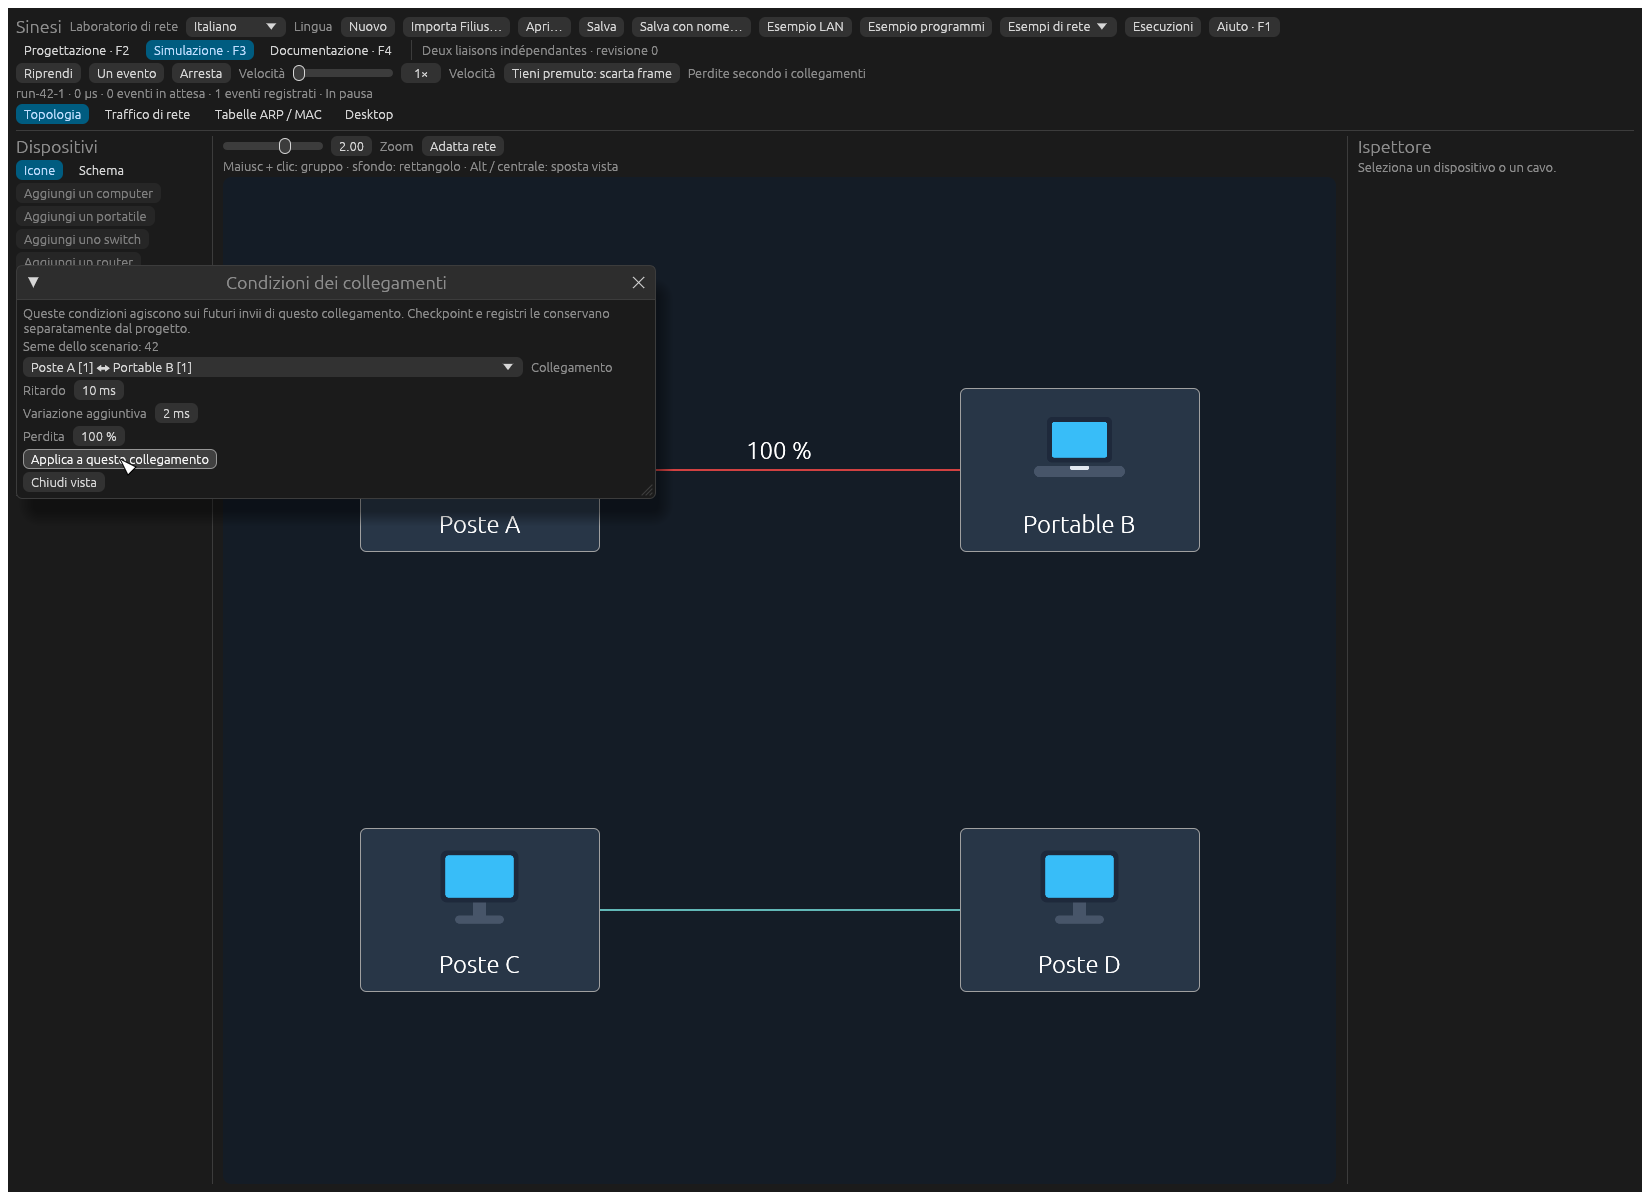 Sinesi Laboratorio di rete Italiano Lingua Nuovo Importa Filius... Apri... Salva Salva con nome... Esempio LAN Esempio programmi Esempi di rete Esecuzioni Aiuto · F1
Progettazione · F2 Simulazione · F3 Documentazione · F4 Deux liaisons indépendantes · revisione 0
Riprendi Un evento Arresta Velocità 1× Velocità Tieni premuto: scarta frame Perdite secondo i collegamenti
run-42-1 · 0 µs · 0 eventi in attesa · 1 eventi registrati · In pausa
Topologia Traffico di rete Tabelle ARP / MAC Desktop
Dispositivi
Icone Schema
Aggiungi un computer
Aggiungi un portatile
Aggiungi uno switch
Aggiungi un router
2.00 Zoom Adatta rete
Maiusc + clic: gruppo · sfondo: rettangolo · Alt / centrale: sposta vista
Ispettore
Seleziona un dispositivo o un cavo.
Condizioni dei collegamenti
Queste condizioni agiscono sui futuri invii di questo collegamento. Checkpoint e registri le conservano
separatamente dal progetto.
Seme dello scenario: 42
Poste A [1] ⬌ Portable B [1] Collegamento
Ritardo 10 ms
Variazione aggiuntiva 2 ms
Perdita 100 %
Applica a questo collegamento
Chiudi vista
100 %
Poste A
Portable B
Poste C
Poste D